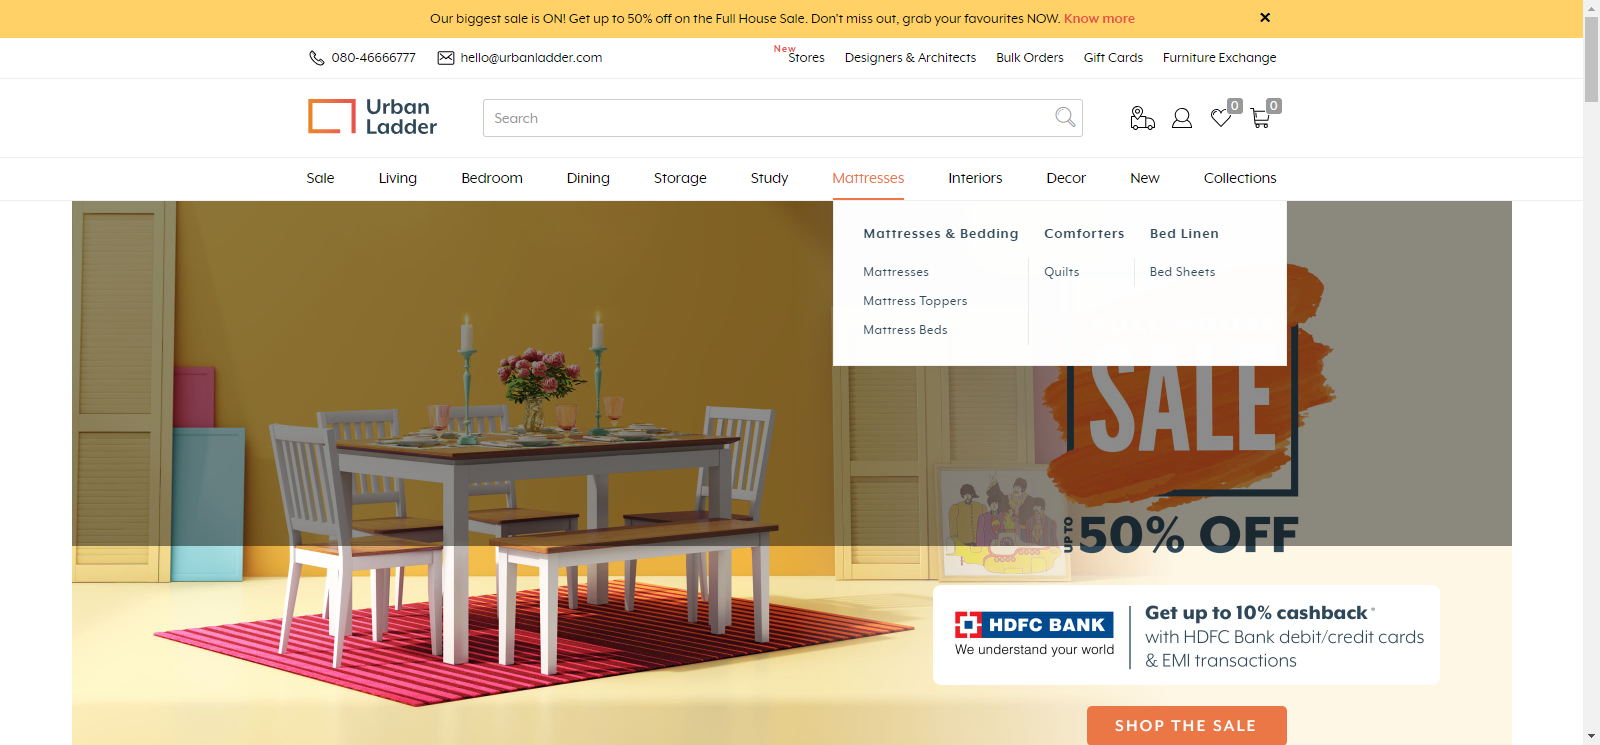 Our biggest sale is ON! Get up to 50% off on the Full House Sale. Don't miss out, grab your favourites NOW. Know more
080-46666777
hello@urbanladder.com
New
Stores
Designers & Architects
Bulk Orders
Gift Cards
Furniture Exchange
Urban
Ladder
Search
0
0
Sale
Living
Bedroom
Dining
Storage
Study
Mattresses
Interiors
Decor
New
Collections
Mattresses & Bedding
Mattresses
Mattress Toppers
Mattress Beds
Comforters
Quilts
Bed Linen
Bed Sheets
SALE
UP TO
50% OFF
HDFC BANK
We understand your world
Get up to 10% cashback*
with HDFC Bank debit/credit cards
& EMI transactions
SHOP THE SALE